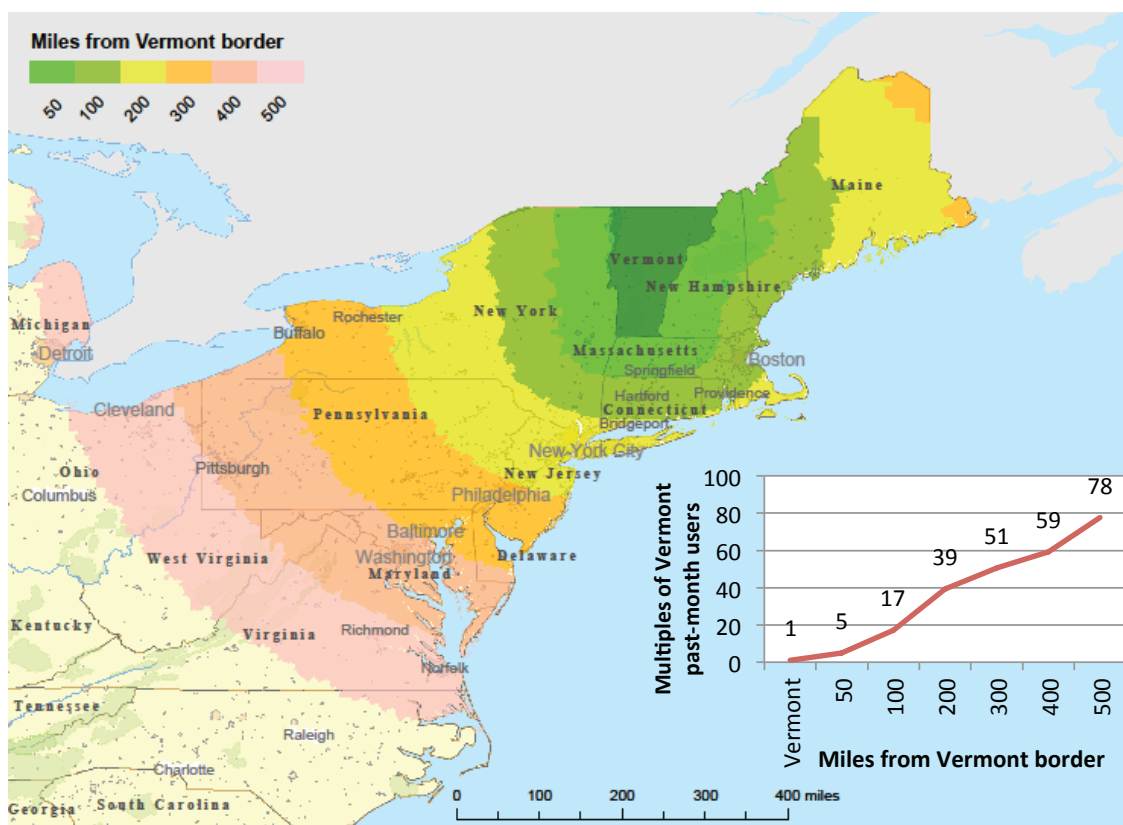 Miles from Vermont border
50 100 200 300 400 500
Maine
Vermont
New Hampshire
New York
Rochester
Buffalo
Michigan
Detroit
Massachusetts
Springfield
Boston
Hartford
Providence
Connecticut
Bridgeport
Cleveland
Pennsylvania
New York City
Pittsburgh
New Jersey
Ohio
Columbus
Philadelphia
Baltimore
Washington
Delaware
West Virginia
Maryland
Kentucky
Virginia
Richmond
Norfolk
Tennessee
Raleigh
Charlotte
Georgia
South Carolina
0 100 200 300 400 miles
Multiples of Vermont
past-month users
100
80
60
40
20
0
1 5 17 39 51 59 78
Vermont 50 100 200 300 400 500
Miles from Vermont border